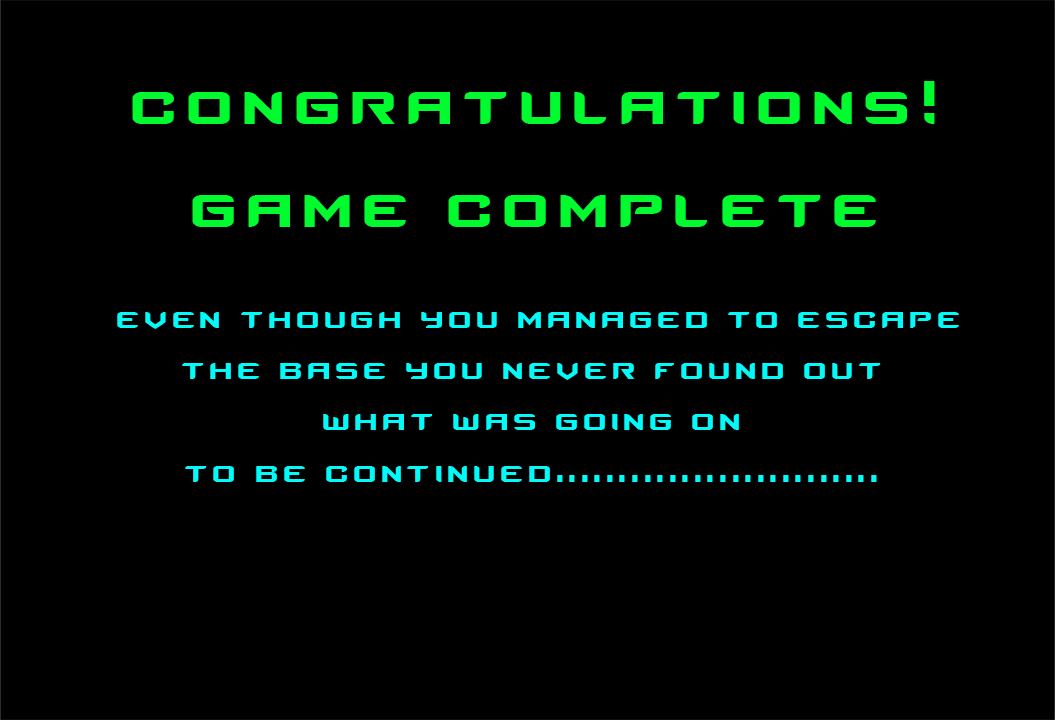 CONGRATULATIONS!
GAME COMPLETE
EVEN THOUGH YOU MANAGED TO ESCAPE
THE BASE YOU NEVER FOUND OUT
WHAT WAS GOING ON
TO BE CONTINUED..........................